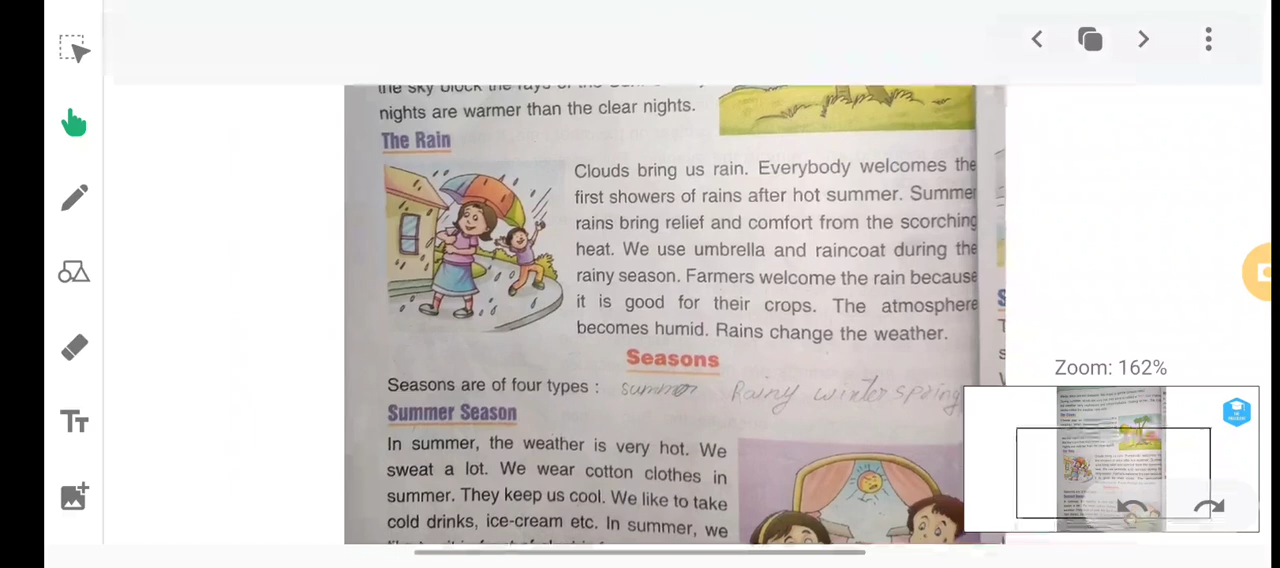 nights are warmer than the clear nights.
The Rain
Clouds bring us rain. Everybody welcomes the
first showers of rains after hot summer. Summer
rains bring relief and comfort from the scorching
heat. We use umbrella and raincoat during the
rainy season. Farmers welcome the rain because
it is good for their crops. The atmosphere
becomes humid. Rains change the weather.
Seasons
Seasons are of four types : summer Rainy winter spring
Summer Season
In summer, the weather is very hot. We
sweat a lot. We wear cotton clothes in
summer. They keep us cool. We like to take
cold drinks, ice-cream etc. In summer, we
Zoom: 162%
TT